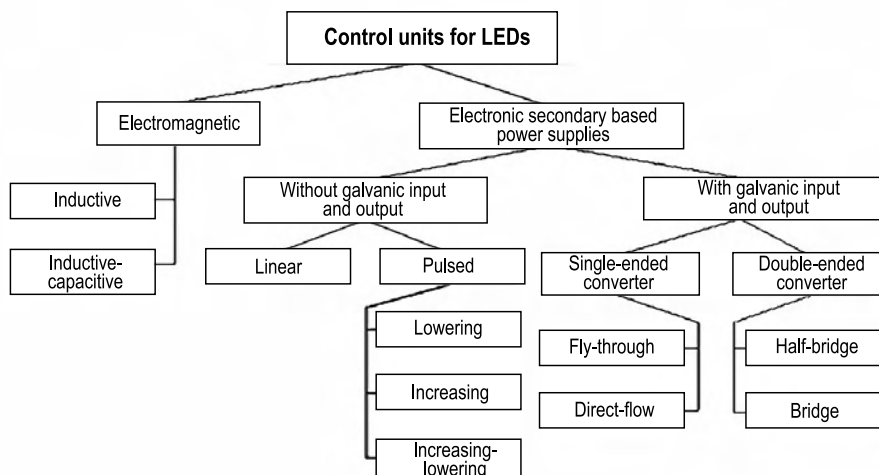 Control units for LEDs
Electromagnetic
Electronic secondary based
power supplies
Inductive
Inductive-
capacitive
Without galvanic input
and output
With galvanic input
and output
Linear
Pulsed
Single-ended
converter
Double-ended
converter
Lowering
Increasing
Increasing-
lowering
Fly-through
Direct-flow
Half-bridge
Bridge